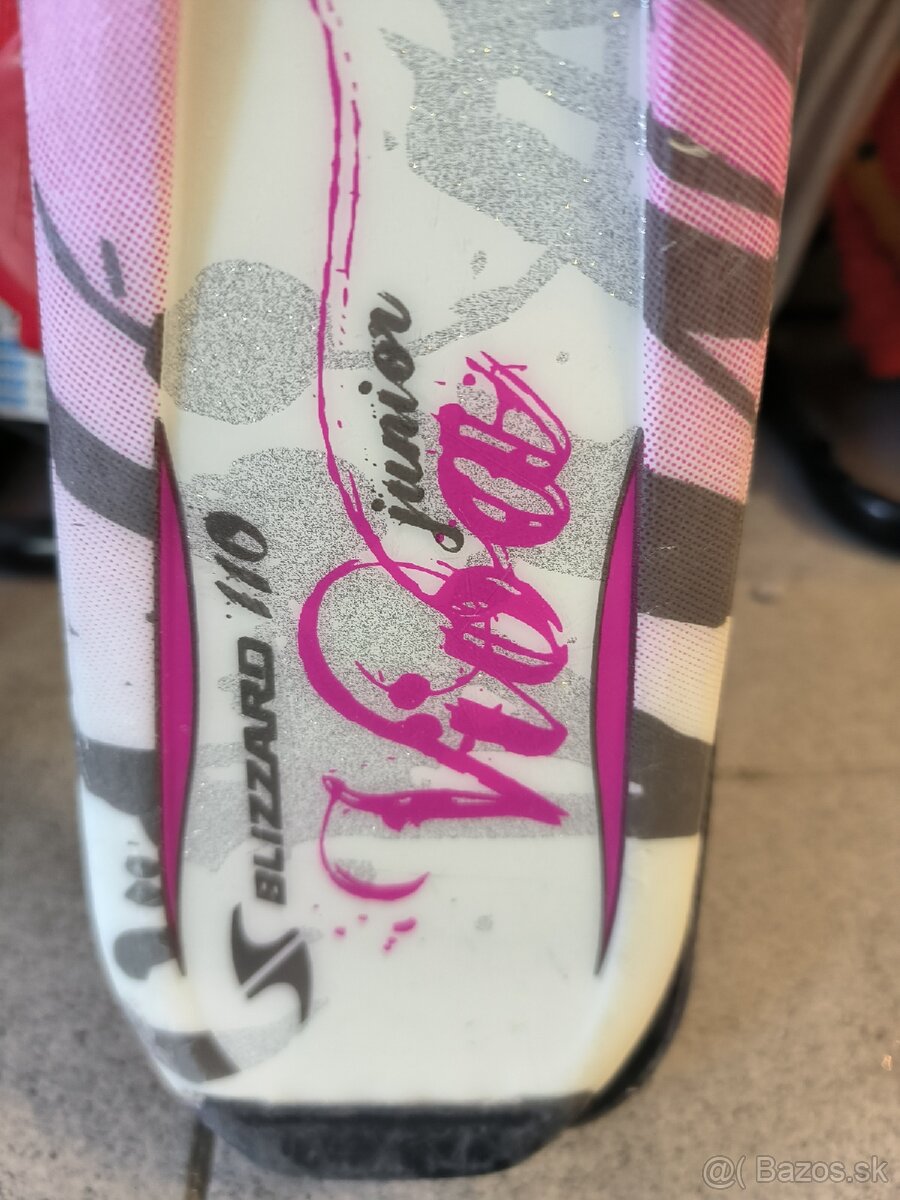 BLIZZARD 110
Viva
junior
@( Bazos.sk